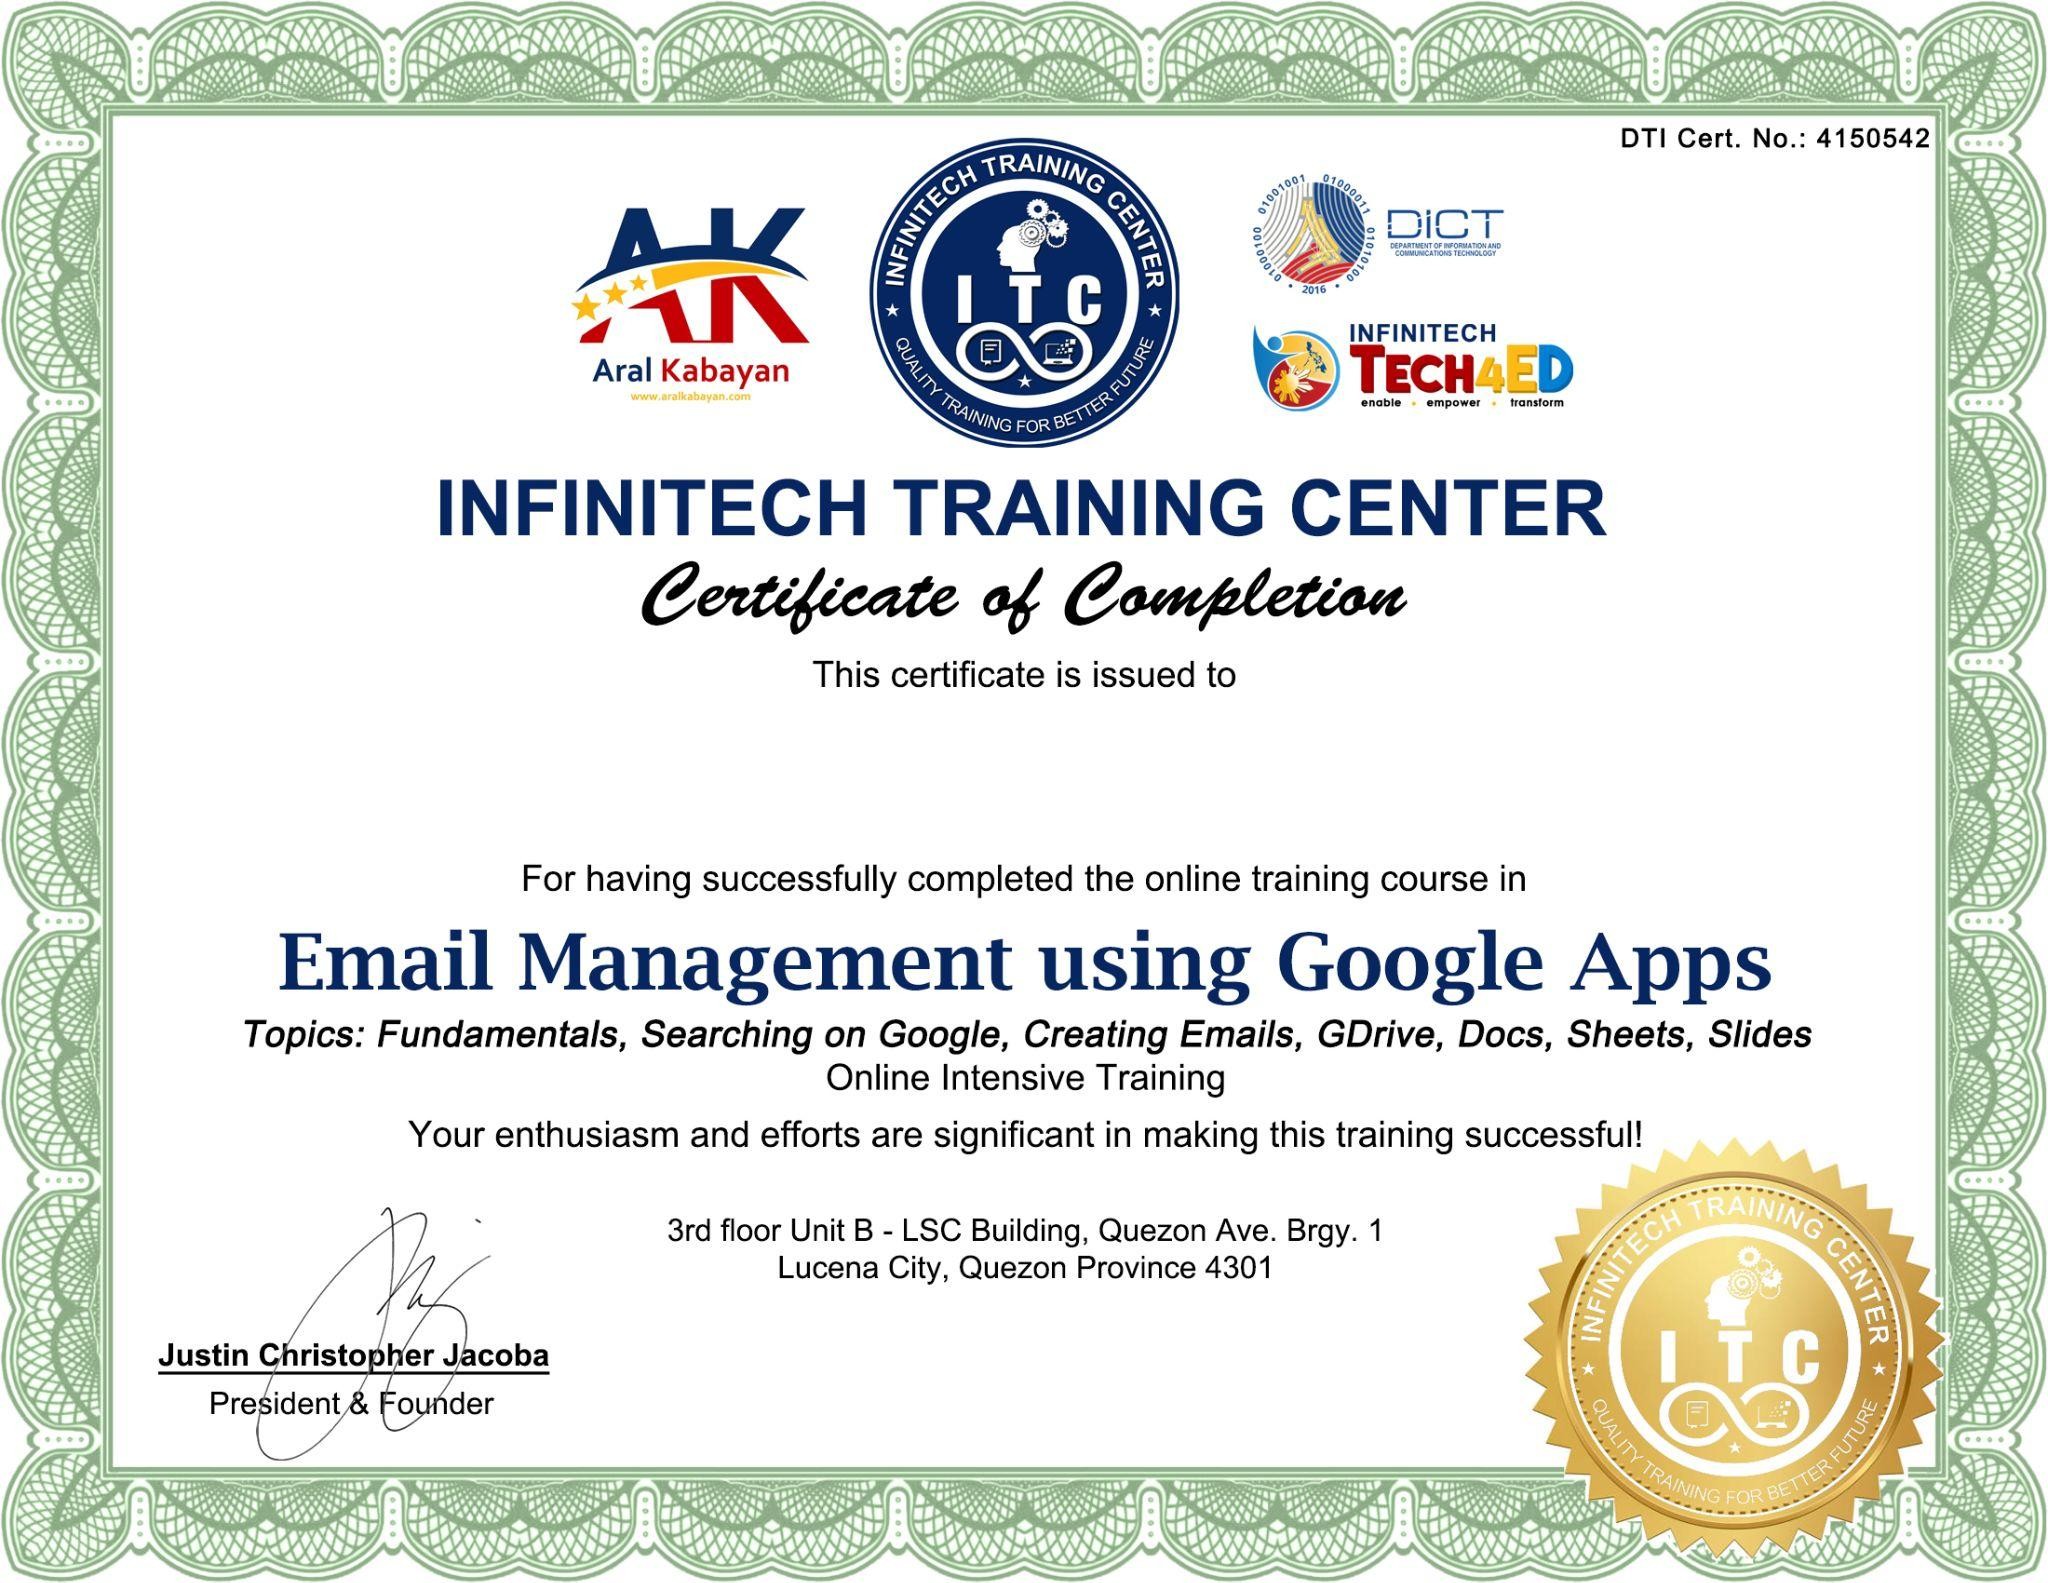 DTI Cert. No.: 4150542
AK
Aral Kabayan
www.aralkabayan.com
INFINITECH TRAINING CENTER
ITC
QUALITY TRAINING FOR BETTER FUTURE
01000100 01001001 01000011 01010100
2016
DICT
DEPARTMENT OF INFORMATION AND
COMMUNICATIONS TECHNOLOGY
INFINITECH
TECH4ED
enable • empower • transform
INFINITECH TRAINING CENTER
Certificate of Completion
This certificate is issued to
For having successfully completed the online training course in
Email Management using Google Apps
Topics: Fundamentals, Searching on Google, Creating Emails, GDrive, Docs, Sheets, Slides
Online Intensive Training
Your enthusiasm and efforts are significant in making this training successful!
3rd floor Unit B - LSC Building, Quezon Ave. Brgy. 1
Lucena City, Quezon Province 4301
Justin Christopher Jacoba
President & Founder
INFINITECH TRAINING CENTER
ITC
QUALITY TRAINING FOR BETTER FUTURE